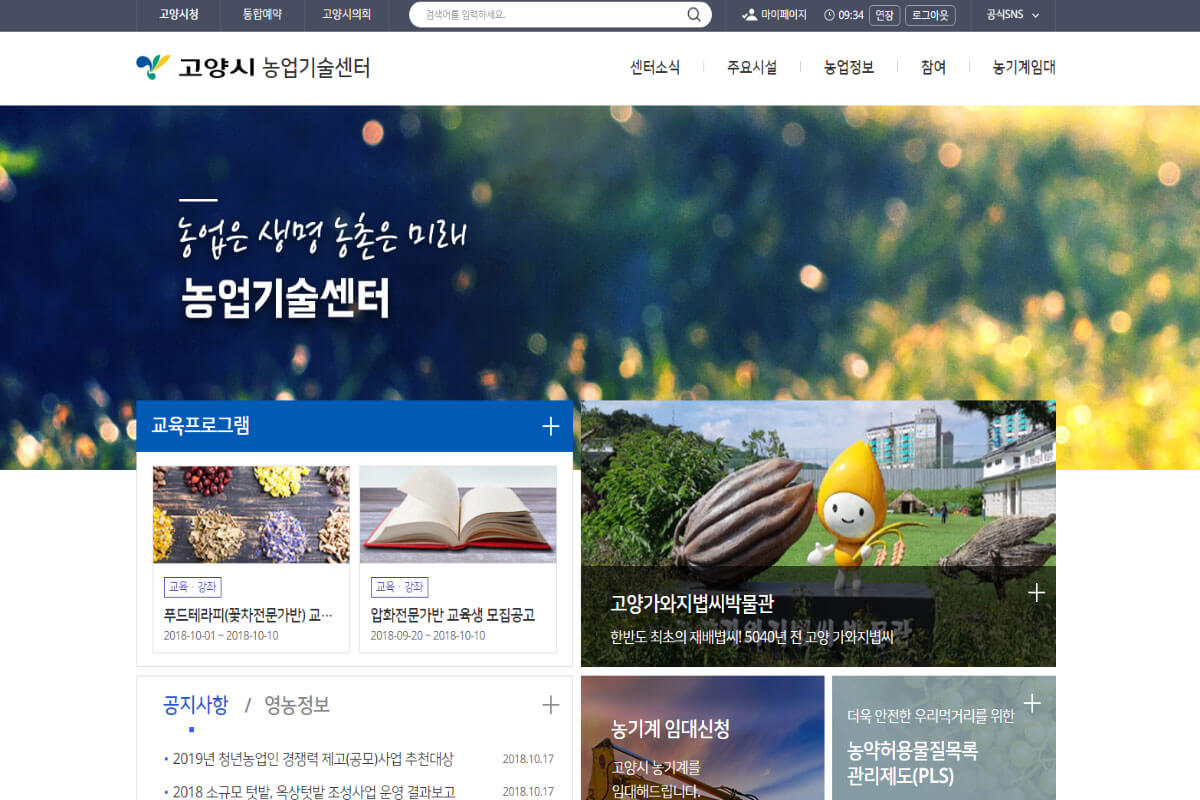 고양시청
통합예약
고양시의회
검색어를 입력하세요.
마이페이지
09:34
연장
로그아웃
공식SNS
고양시 농업기술센터
센터소식
주요시설
농업정보
참여
농기계임대
농업은 생명 농촌은 미래
농업기술센터
교육프로그램
교육 · 강좌
푸드테라피(꽃차전문가반) 교…
2018-10-01 ~ 2018-10-10
교육 · 강좌
압화전문가반 교육생 모집공고
2018-09-20 ~ 2018-10-10
고양가와지볍씨박물관
한반도 최초의 재배볍씨! 5040년 전 고양 가와지볍씨
공지사항 / 영농정보
2019년 청년농업인 경쟁력 제고(공모)사업 추천대상 2018.10.17
2018 소규모 텃밭, 옥상텃밭 조성사업 운영 결과보고 2018.10.17
농기계 임대신청
고양시 농기계를
임대해드립니다.
더욱 안전한 우리먹거리를 위한
농약허용물질목록
관리제도(PLS)